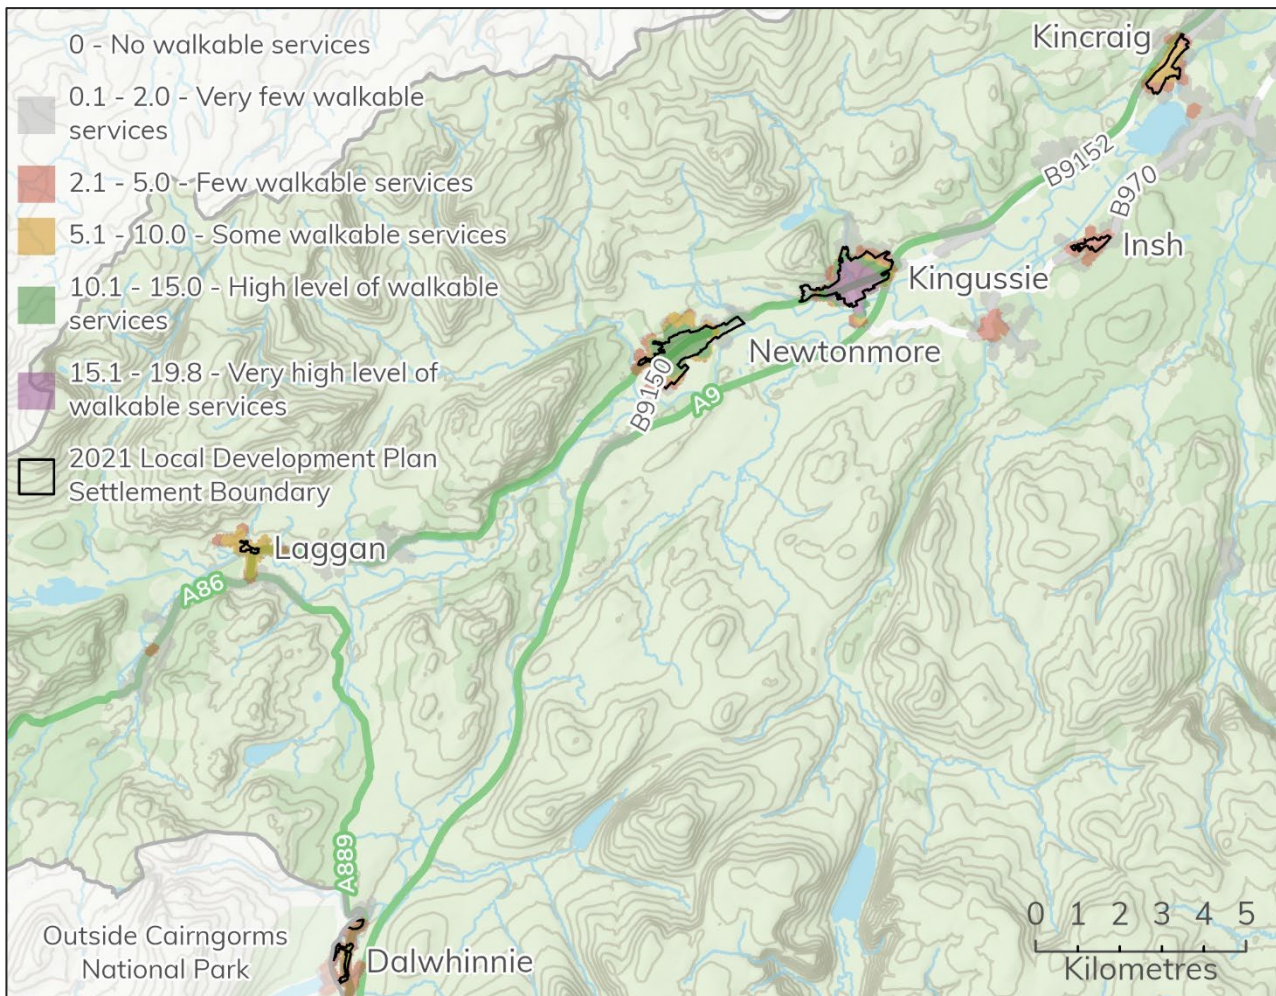 0 - No walkable services
0.1 - 2.0 - Very few walkable
services
2.1 - 5.0 - Few walkable services
5.1 - 10.0 - Some walkable services
10.1 - 15.0 - High level of walkable
services
15.1 - 19.8 - Very high level of
walkable services
2021 Local Development Plan
Settlement Boundary
Kincraig
B9152
B970
Insh
Kingussie
Newtonmore
B9150
A9
Laggan
A86
A889
Outside Cairngorms
National Park
Dalwhinnie
0 1 2 3 4 5
Kilometres